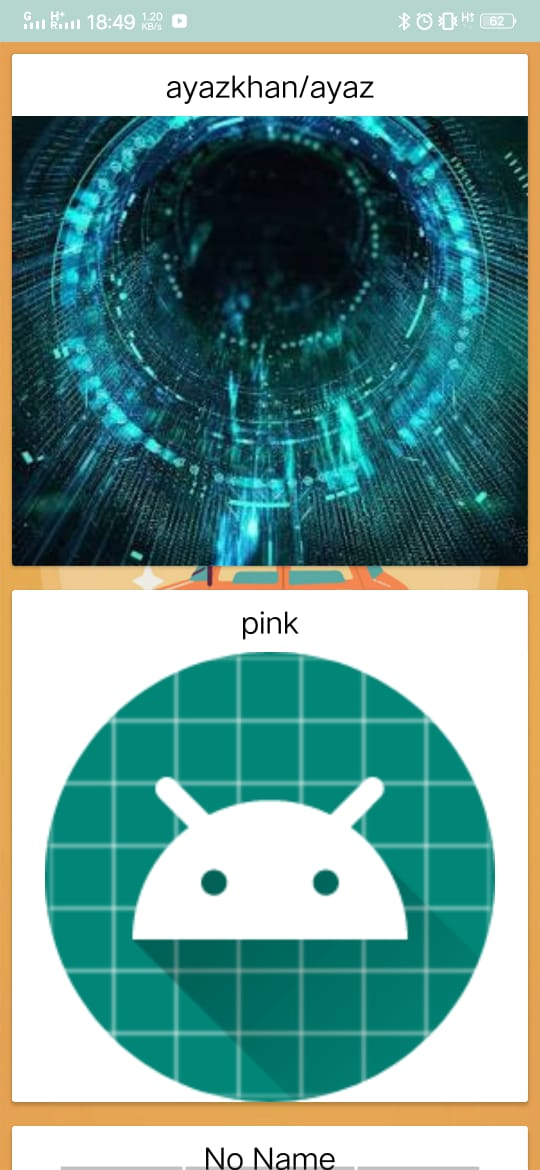 G H+ R 18:49 1.20 KB/s H+ 62
ayazkhan/ayaz
pink
No Name